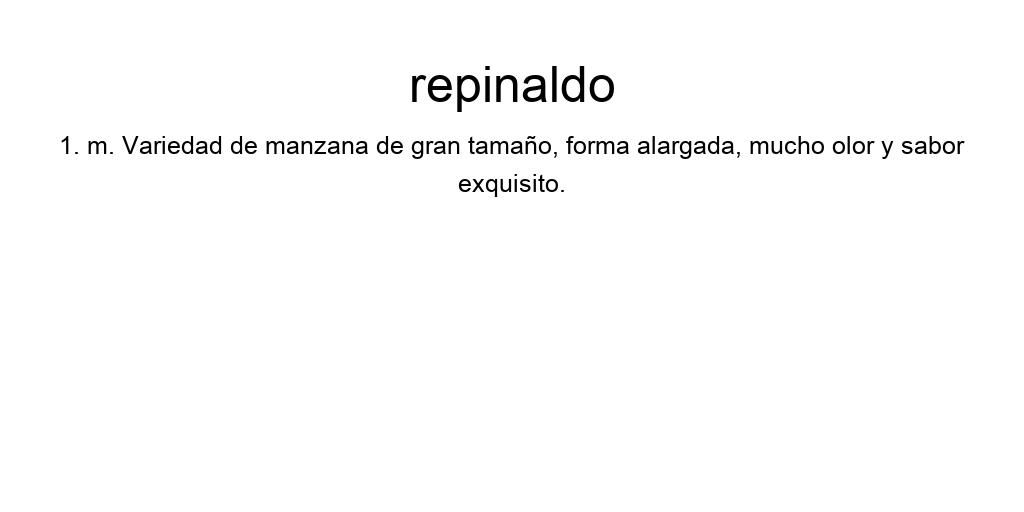 repinaldo
1. m. Variedad de manzana de gran tamaño, forma alargada, mucho olor y sabor
exquisito.